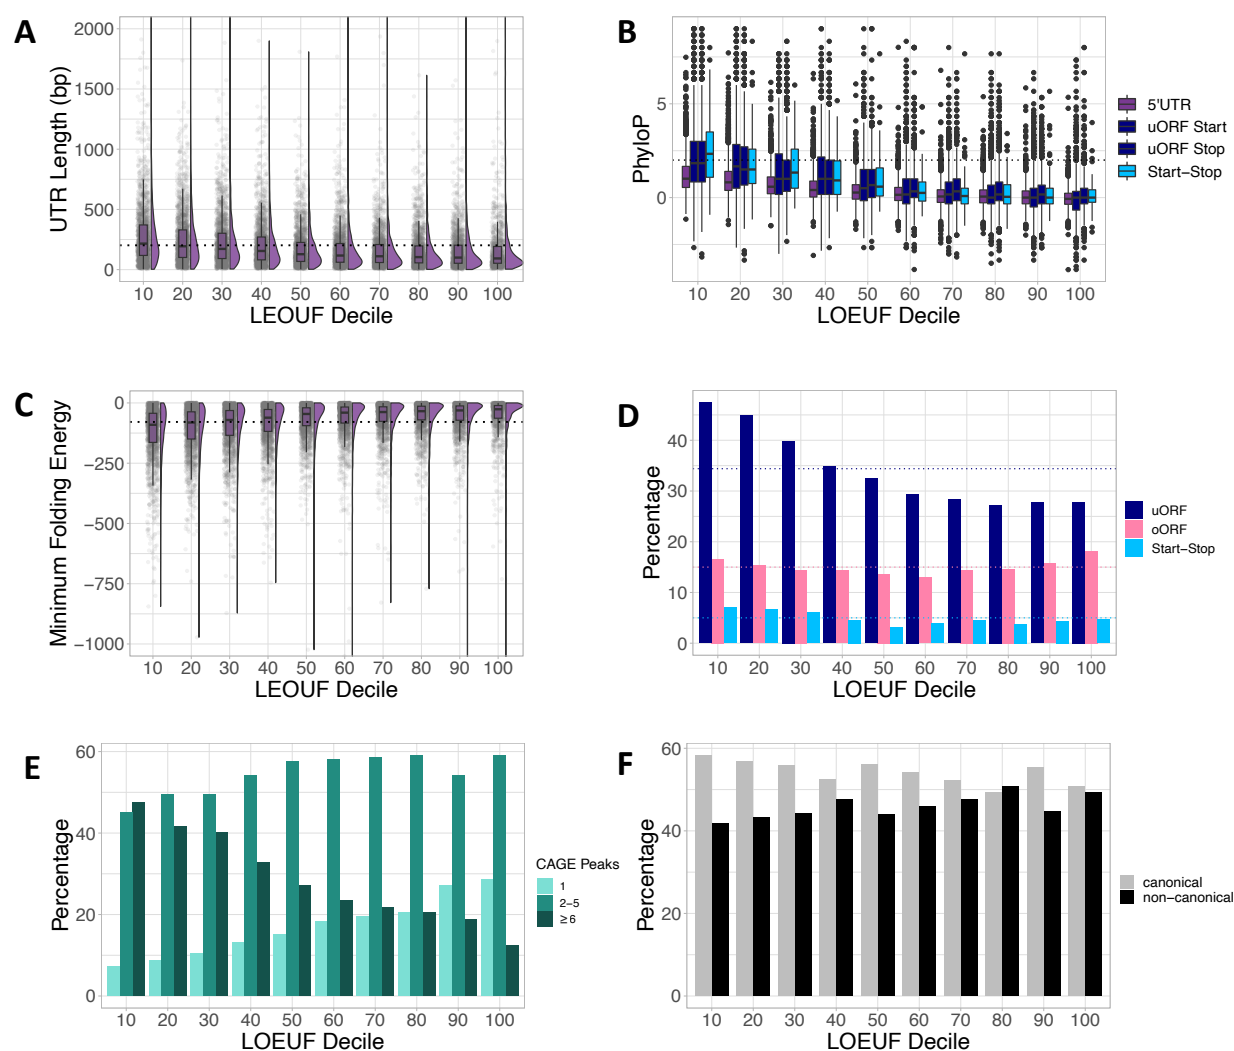 A
UTR Length (bp)
2000
1500
1000
500
0
10 20 30 40 50 60 70 80 90 100
LEOUF Decile
B
PhyloP
5
0
10 20 30 40 50 60 70 80 90 100
LOEUF Decile
5'UTR
uORF Start
uORF Stop
Start−Stop
C
Minimum Folding Energy
0
−250
−500
−750
−1000
10 20 30 40 50 60 70 80 90 100
LEOUF Decile
D
Percentage
40
30
20
10
0
10 20 30 40 50 60 70 80 90 100
LOEUF Decile
uORF
oORF
Start−Stop
E
Percentage
60
40
20
0
10 20 30 40 50 60 70 80 90 100
LOEUF Decile
CAGE Peaks
1
2−5
≥6
F
Percentage
60
40
20
0
10 20 30 40 50 60 70 80 90 100
LOEUF Decile
canonical
non−canonical